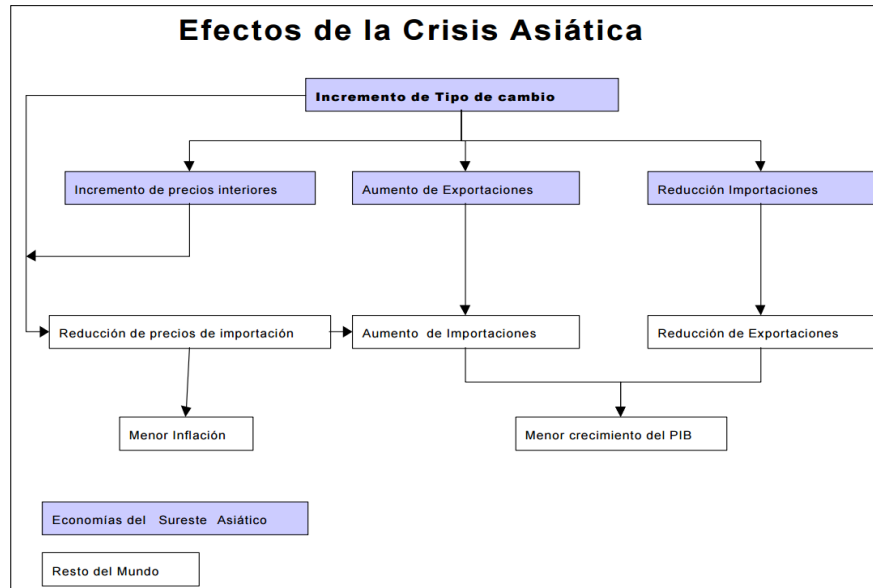 Efectos de la Crisis Asiática
Incremento de Tipo de cambio
Incremento de precios interiores
Aumento de Exportaciones
Reducción Importaciones
Reducción de precios de importación
Aumento de Importaciones
Reducción de Exportaciones
Menor Inflación
Menor crecimiento del PIB
Economías del Sureste Asiático
Resto del Mundo